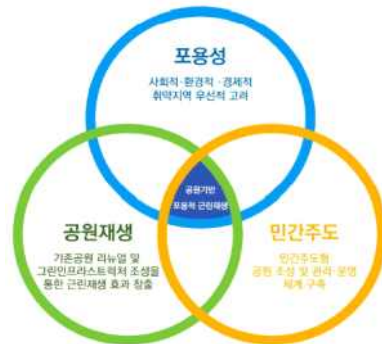 포용성
사회적·환경적·경제적
취약지역 우선적 고려
공원기반
포용적 근린재생
공원재생
기존공원 리뉴얼 및
그린인프라스트럭처 조성을
통한 근린재생 효과 창출
민간주도
민간주도형
공원 조성 및 관리·운영
체계 구축